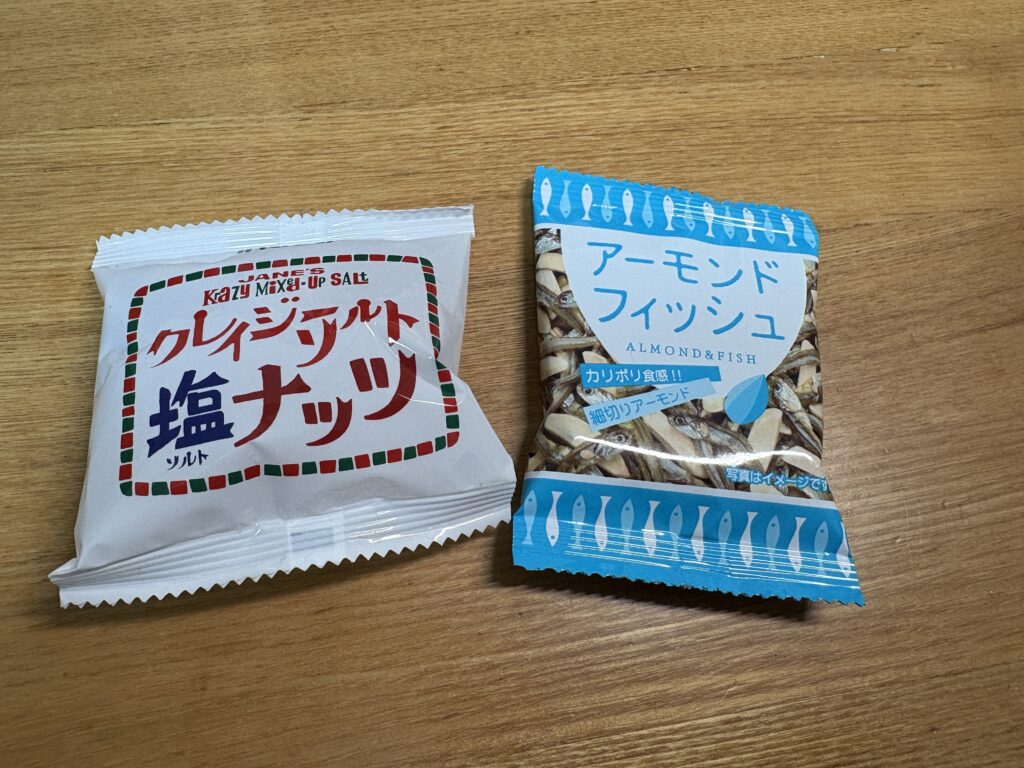 JANE'S
Krazy Mixed-Up SALt
クレイジーソルト
塩ナッツ
ソルト
アーモンド
フィッシュ
ALMOND&FISH
カリポリ食感!!
細切りアーモンド
写真はイメージです